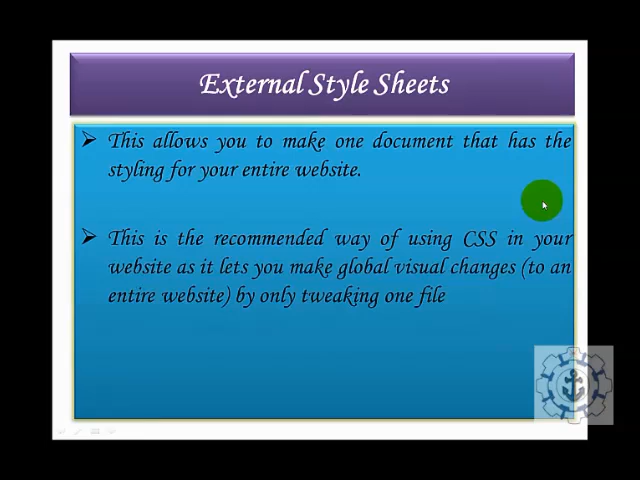 External Style Sheets
This allows you to make one document that has the
styling for your entire website.
This is the recommended way of using CSS in your
website as it lets you make global visual changes (to an
entire website) by only tweaking one file